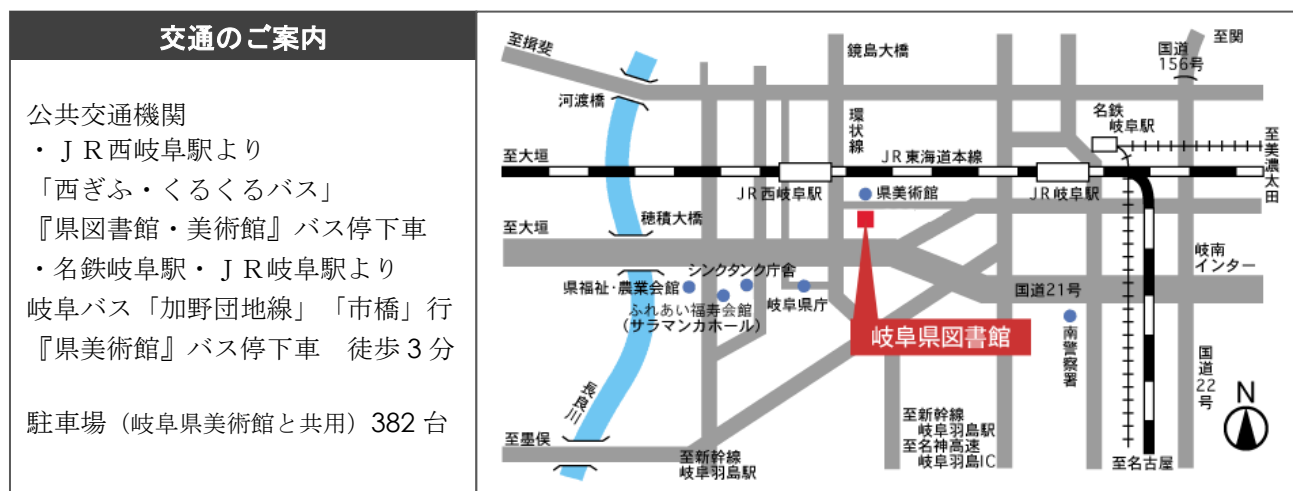 交通のご案内
公共交通機関
・ＪＲ西岐阜駅より
「西ぎふ・くるくるバス」
『県図書館・美術館』バス停下車
・名鉄岐阜駅・ＪＲ岐阜駅より
岐阜バス「加野団地線」「市橋」行
『県美術館』バス停下車　徒歩３分
駐車場（岐阜県美術館と共用）382 台
至揖斐
鏡島大橋
国道
156号
至関
河渡橋
環状線
名鉄
岐阜駅
至大垣
JR東海道本線
至美濃太田
JR西岐阜駅
県美術館
JR岐阜駅
穂積大橋
至大垣
岐南
インター
シンクタンク庁舎
県福祉・農業会館
岐阜県庁
国道21号
ふれあい福寿会館
(サラマンカホール)
岐阜県図書館
南警察署
国道22号
長良川
N
至墨俣
至新幹線
岐阜羽島駅
至新幹線
岐阜羽島駅
至名神高速
岐阜羽島IC
至名古屋